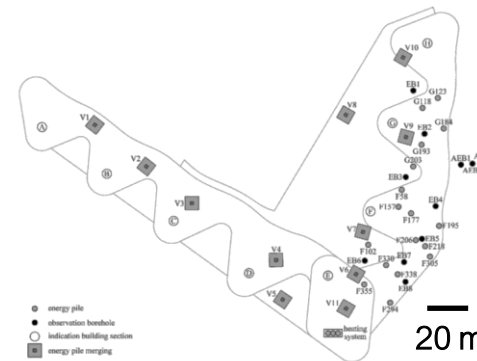 V10
H
EB1
G123
G118
V8
G
V9
EB2
G184
G193
G203
AEB1
EB3
F58
F157
F177
F
EB4
F195
V7
F206
EB5
F218
F102
F305
EB6
F330
EB7
V6
F338
F355
EB8
F294
V11
E
heating
system
V1
A
V2
B
V3
C
V4
D
V5
energy pile
observation borehole
indication building section
energy pile merging
20 m